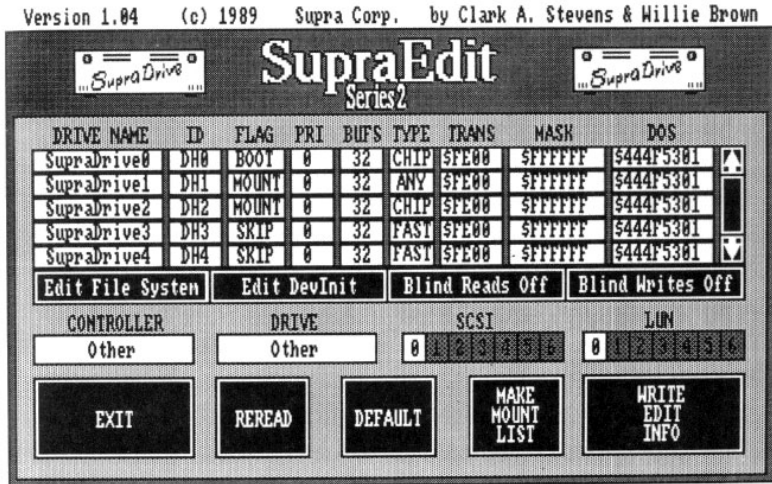 Version 1.04 (c) 1989 Supra Corp. by Clark A. Stevens & Willie Brown
SupraDrive SupraEdit SupraDrive
Series2
DRIVE NAME ID FLAG PRI BUFS TYPE TRANS MASK DOS
SupraDrive0 DH0 BOOT 0 32 CHIP $FE00 $FFFFFF $444F5301
SupraDrive1 DH1 MOUNT 0 32 ANY $FE00 $FFFFFF $444F5301
SupraDrive2 DH2 MOUNT 0 32 CHIP $FE00 $FFFFFF $444F5301
SupraDrive3 DH3 SKIP 0 32 FAST $FE00 $FFFFFF $444F5301
SupraDrive4 DH4 SKIP 0 32 FAST $FE00 $FFFFFF $444F5301
Edit File System Edit DevInit Blind Reads Off Blind Writes Off
CONTROLLER DRIVE SCSI LUN
Other Other 0 1 2 3 4 5 6 0 1 2 3 4 5 6
EXIT REREAD DEFAULT MAKE MOUNT LIST WRITE EDIT INFO